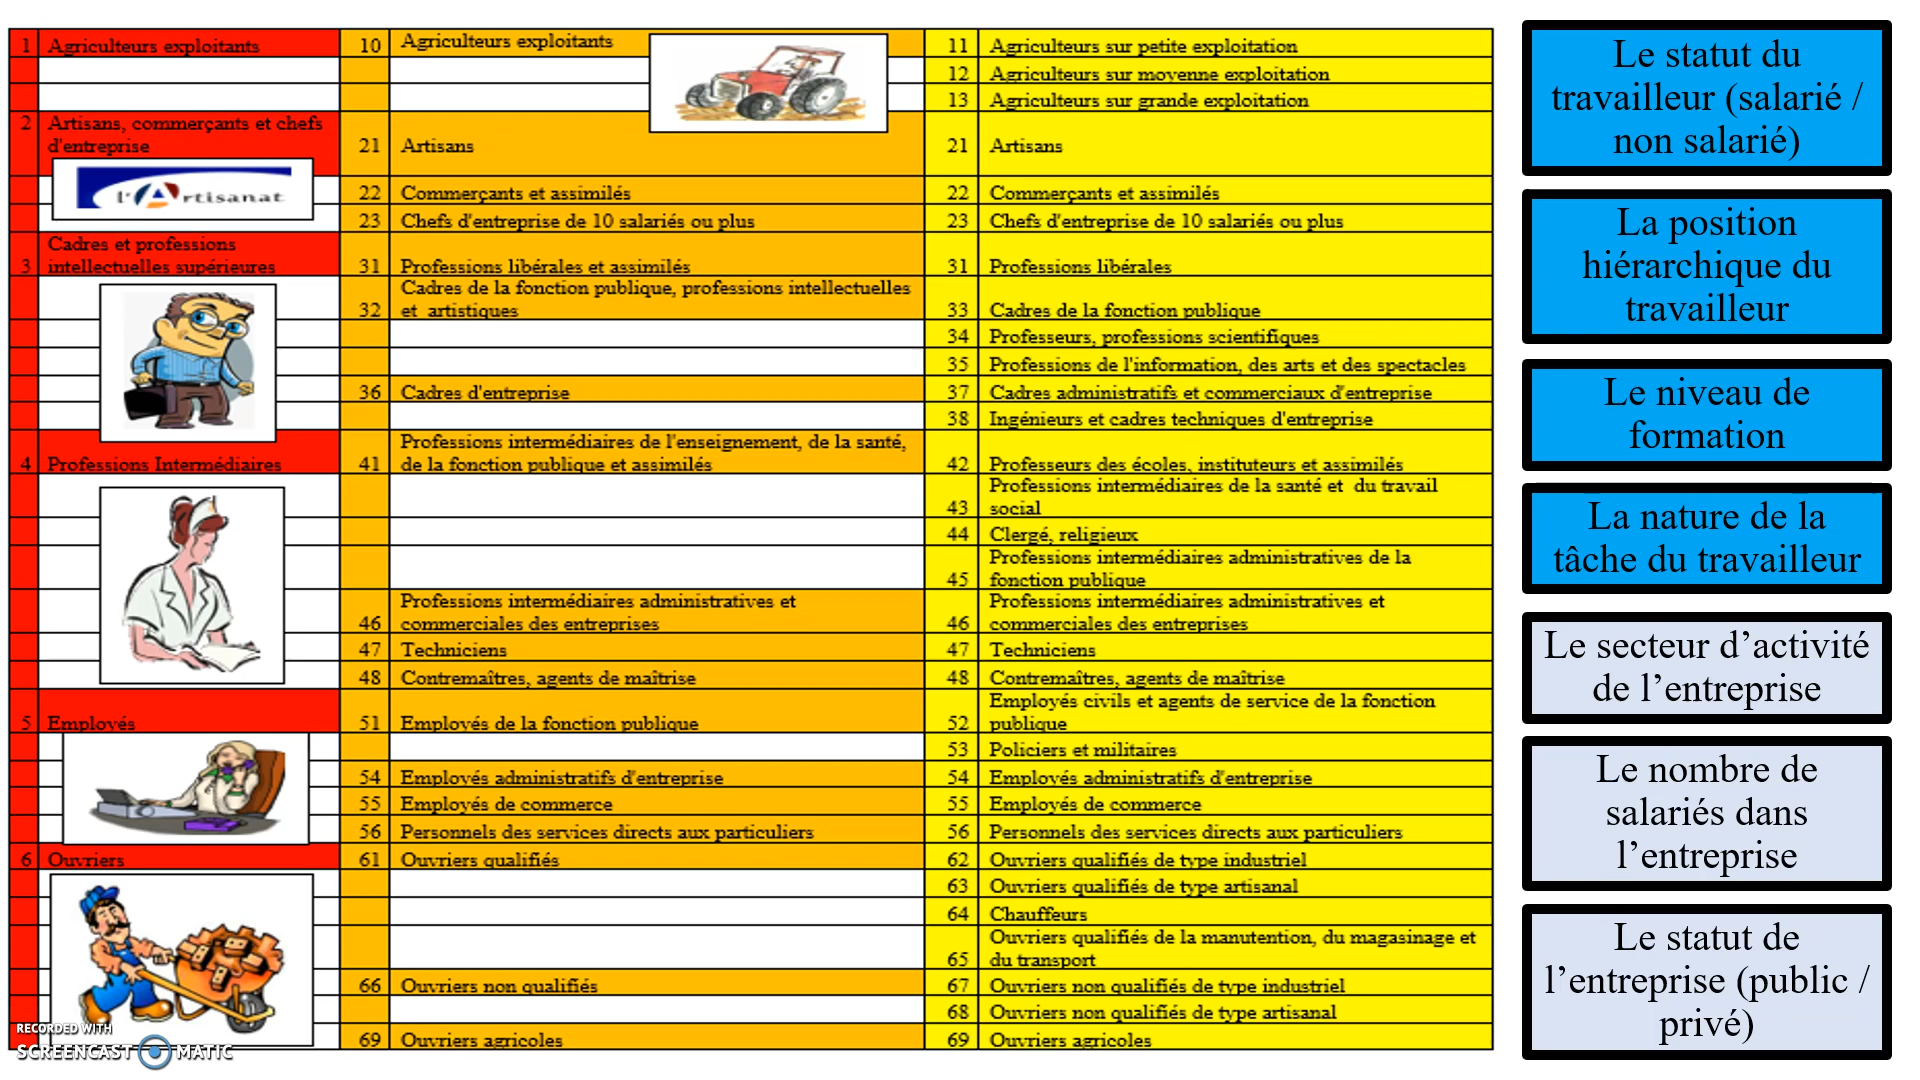 1 Agriculteurs exploitants
10 Agriculteurs exploitants
11 Agriculteurs sur petite exploitation
12 Agriculteurs sur moyenne exploitation
13 Agriculteurs sur grande exploitation
2 Artisans, commerçants et chefs
d'entreprise
21 Artisans
21 Artisans
l'Artisanat
22 Commerçants et assimilés
22 Commerçants et assimilés
23 Chefs d'entreprise de 10 salariés ou plus
23 Chefs d'entreprise de 10 salariés ou plus
Cadres et professions
3 intellectuelles supérieures
31 Professions libérales et assimilés
31 Professions libérales
Cadres de la fonction publique, professions intellectuelles
32 et artistiques
33 Cadres de la fonction publique
34 Professeurs, professions scientifiques
35 Professions de l'information, des arts et des spectacles
36 Cadres d'entreprise
37 Cadres administratifs et commerciaux d'entreprise
38 Ingénieurs et cadres techniques d'entreprise
4 Professions Intermédiaires
Professions intermédiaires de l'enseignement, de la santé,
41 de la fonction publique et assimilés
42 Professeurs des écoles, instituteurs et assimilés
Professions intermédiaires de la santé et du travail
43 social
44 Clergé, religieux
Professions intermédiaires administratives de la
45 fonction publique
Professions intermédiaires administratives et
46 commerciales des entreprises
Professions intermédiaires administratives et
46 commerciales des entreprises
47 Techniciens
47 Techniciens
48 Contremaîtres, agents de maîtrise
48 Contremaîtres, agents de maîtrise
5 Employés
51 Employés de la fonction publique
Employés civils et agents de service de la fonction
52 publique
53 Policiers et militaires
54 Employés administratifs d'entreprise
54 Employés administratifs d'entreprise
55 Employés de commerce
55 Employés de commerce
56 Personnels des services directs aux particuliers
56 Personnels des services directs aux particuliers
6 Ouvriers
61 Ouvriers qualifiés
62 Ouvriers qualifiés de type industriel
63 Ouvriers qualifiés de type artisanal
64 Chauffeurs
Ouvriers qualifiés de la manutention, du magasinage et
65 du transport
66 Ouvriers non qualifiés
67 Ouvriers non qualifiés de type industriel
68 Ouvriers non qualifiés de type artisanal
69 Ouvriers agricoles
69 Ouvriers agricoles
Le statut du
travailleur (salarié /
non salarié)
La position
hiérarchique du
travailleur
Le niveau de
formation
La nature de la
tâche du travailleur
Le secteur d’activité
de l’entreprise
Le nombre de
salariés dans
l’entreprise
Le statut de
l’entreprise (public /
privé)
RECORDED WITH
SCREENCAST MATIC